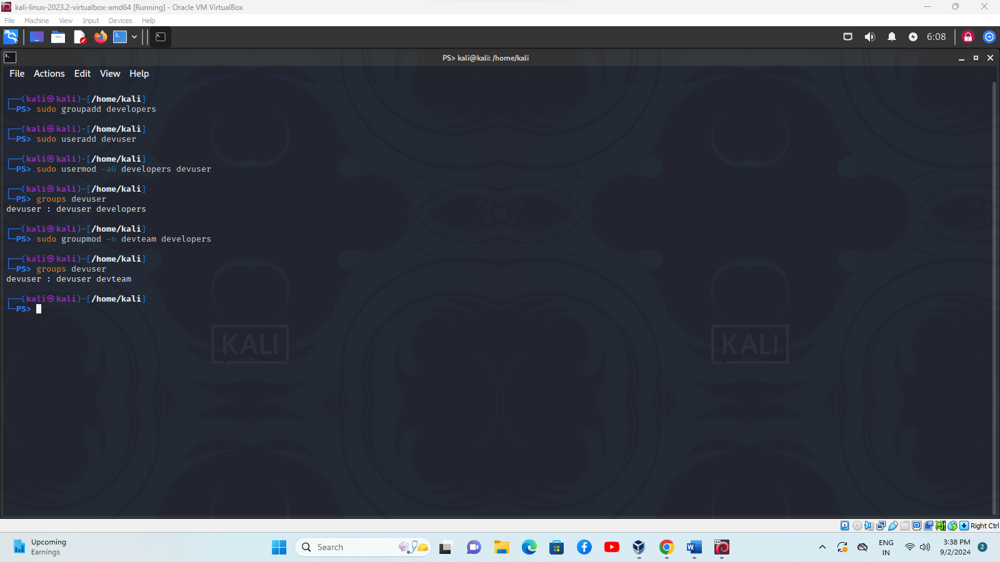 kali-linux-2023.2-virtualbox-amd64 [Running] - Oracle VM VirtualBox
File Machine View Input Devices Help
6:08
PS> kali@kali: /home/kali
File Actions Edit View Help
┌──(kali㉿kali)-[/home/kali]
└─PS> sudo groupadd developers
┌──(kali㉿kali)-[/home/kali]
└─PS> sudo useradd devuser
┌──(kali㉿kali)-[/home/kali]
└─PS> sudo usermod -aG developers devuser
┌──(kali㉿kali)-[/home/kali]
└─PS> groups devuser
devuser : devuser developers
┌──(kali㉿kali)-[/home/kali]
└─PS> sudo groupmod -n devteam developers
┌──(kali㉿kali)-[/home/kali]
└─PS> groups devuser
devuser : devuser devteam
┌──(kali㉿kali)-[/home/kali]
└─PS>
KALI KALI
Right Ctrl
Upcoming
Earnings
Search
ENG
IN
3:38 PM
9/2/2024
2